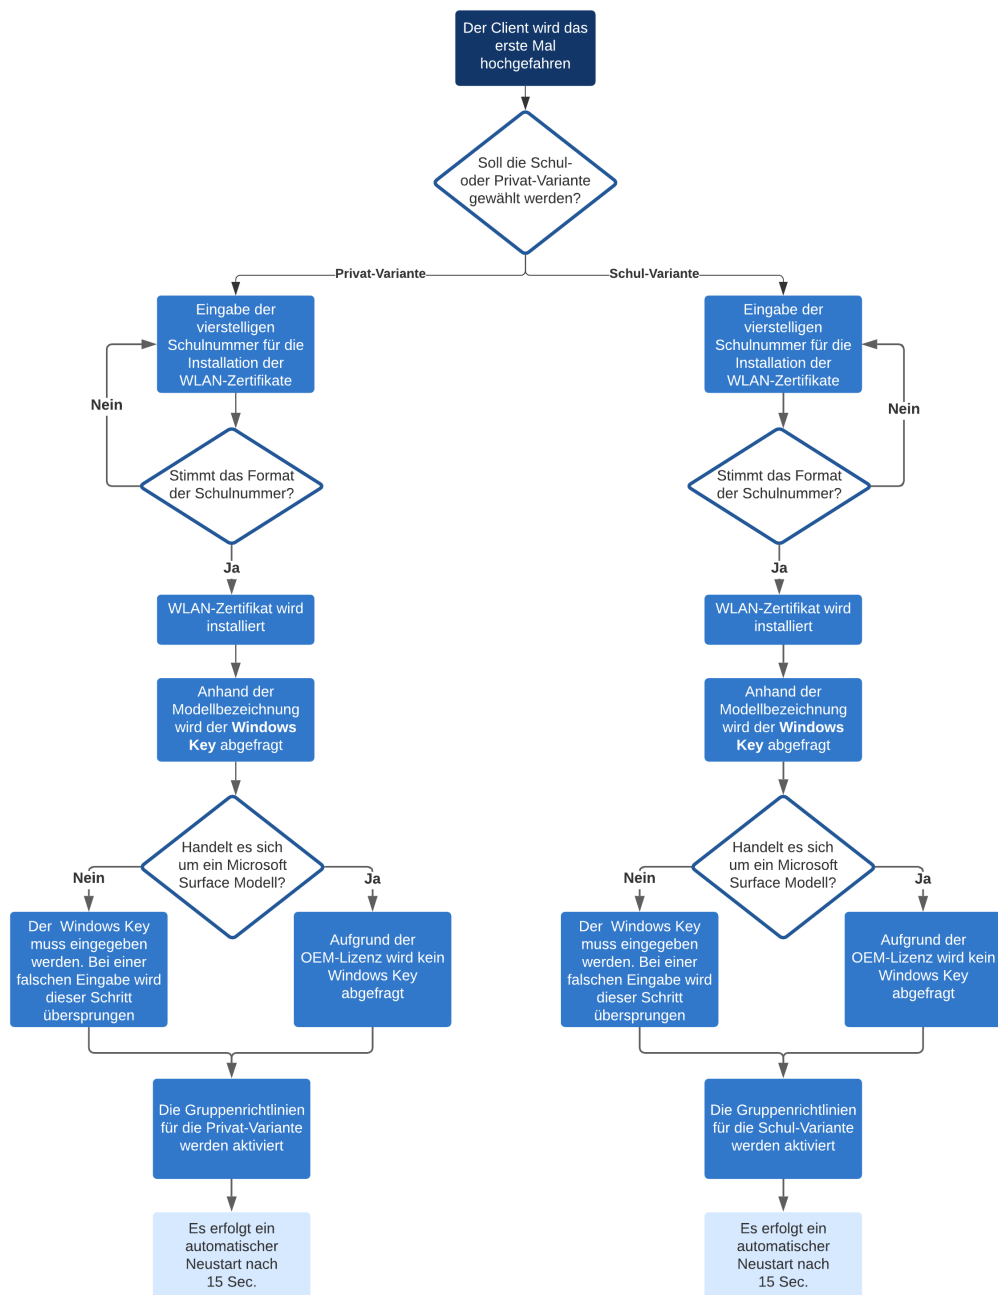 Der Client wird das
erste Mal
hochgefahren
Soll die Schul-
oder Privat-Variante
gewählt werden?
Privat-Variante
Schul-Variante
Eingabe der
vierstelligen
Schulnummer für die
Installation der
WLAN-Zertifikate
Nein
Stimmt das Format
der Schulnummer?
Ja
WLAN-Zertifikat wird
installiert
Anhand der
Modellbezeichnung
wird der Windows
Key abgefragt
Handelt es sich
um ein Microsoft
Surface Modell?
Nein
Ja
Der  Windows Key
muss eingegeben
werden. Bei einer
falschen Eingabe wird
dieser Schritt
übersprungen
Aufgrund der
OEM-Lizenz wird kein
Windows Key
abgefragt
Die Gruppenrichtlinien
für die Privat-Variante
werden aktiviert
Es erfolgt ein
automatischer
Neustart nach
15 Sec.
Eingabe der
vierstelligen
Schulnummer für die
Installation der
WLAN-Zertifikate
Nein
Stimmt das Format
der Schulnummer?
Ja
WLAN-Zertifikat wird
installiert
Anhand der
Modellbezeichnung
wird der Windows
Key abgefragt
Handelt es sich
um ein Microsoft
Surface Modell?
Nein
Ja
Der  Windows Key
muss eingegeben
werden. Bei einer
falschen Eingabe wird
dieser Schritt
übersprungen
Aufgrund der
OEM-Lizenz wird kein
Windows Key
abgefragt
Die Gruppenrichtlinien
für die Schul-Variante
werden aktiviert
Es erfolgt ein
automatischer
Neustart nach
15 Sec.